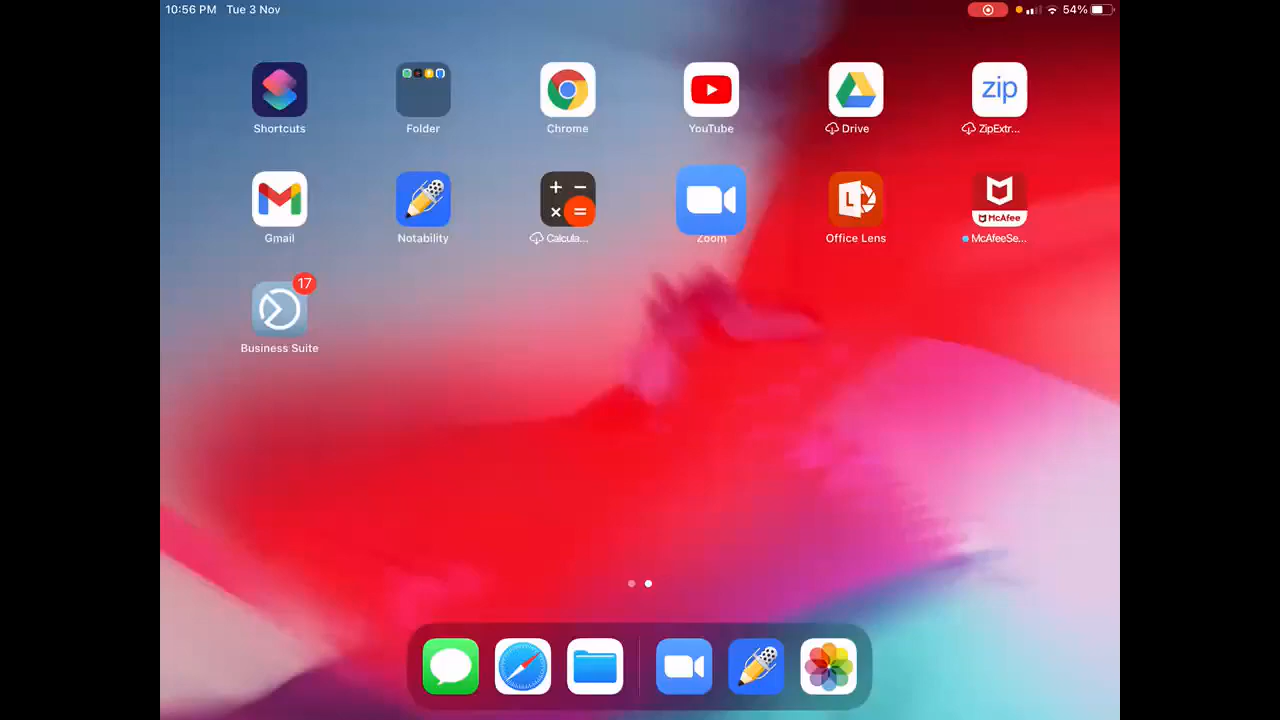 10:56 PM Tue 3 Nov 54%
Shortcuts Folder Chrome YouTube Drive ZipExtr...
zip
Gmail Notability Calcula... Zoom Office Lens McAfeeSe...
McAfee
17
Business Suite